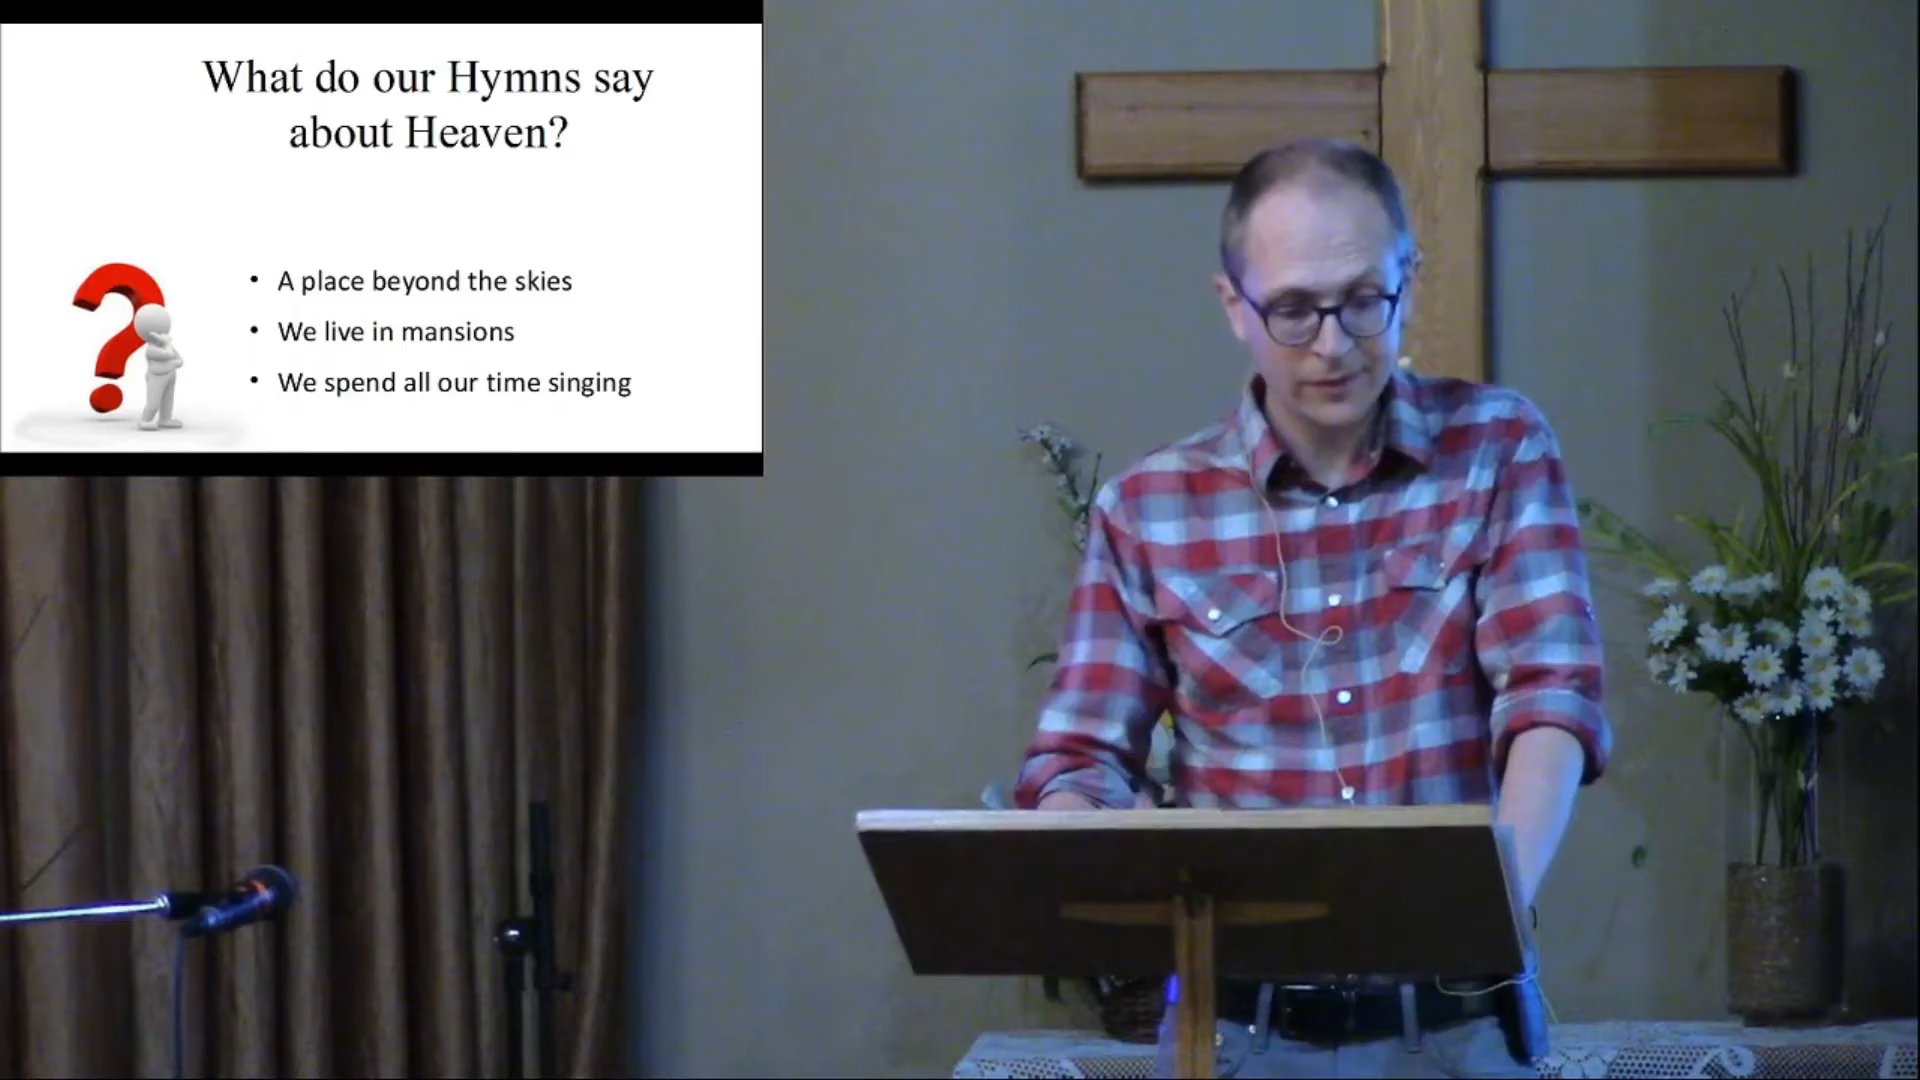 What do our Hymns say
about Heaven?
• A place beyond the skies
• We live in mansions
• We spend all our time singing